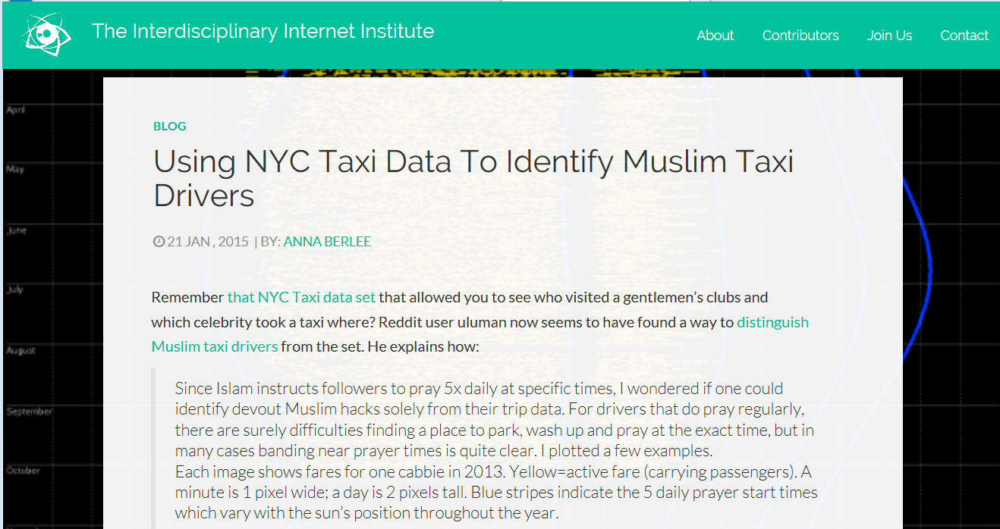 The Interdisciplinary Internet Institute
About Contributors Join Us Contact
April
May
June
July
August
September
October
BLOG
Using NYC Taxi Data To Identify Muslim Taxi
Drivers
21 JAN , 2015 | BY: ANNA BERLEE
Remember that NYC Taxi data set that allowed you to see who visited a gentlemen’s clubs and
which celebrity took a taxi where? Reddit user uluman now seems to have found a way to distinguish
Muslim taxi drivers from the set. He explains how:
Since Islam instructs followers to pray 5x daily at specific times, I wondered if one could
identify devout Muslim hacks solely from their trip data. For drivers that do pray regularly,
there are surely difficulties finding a place to park, wash up and pray at the exact time, but in
many cases banding near prayer times is quite clear. I plotted a few examples.
Each image shows fares for one cabbie in 2013. Yellow=active fare (carrying passengers). A
minute is 1 pixel wide; a day is 2 pixels tall. Blue stripes indicate the 5 daily prayer start times
which vary with the sun’s position throughout the year.